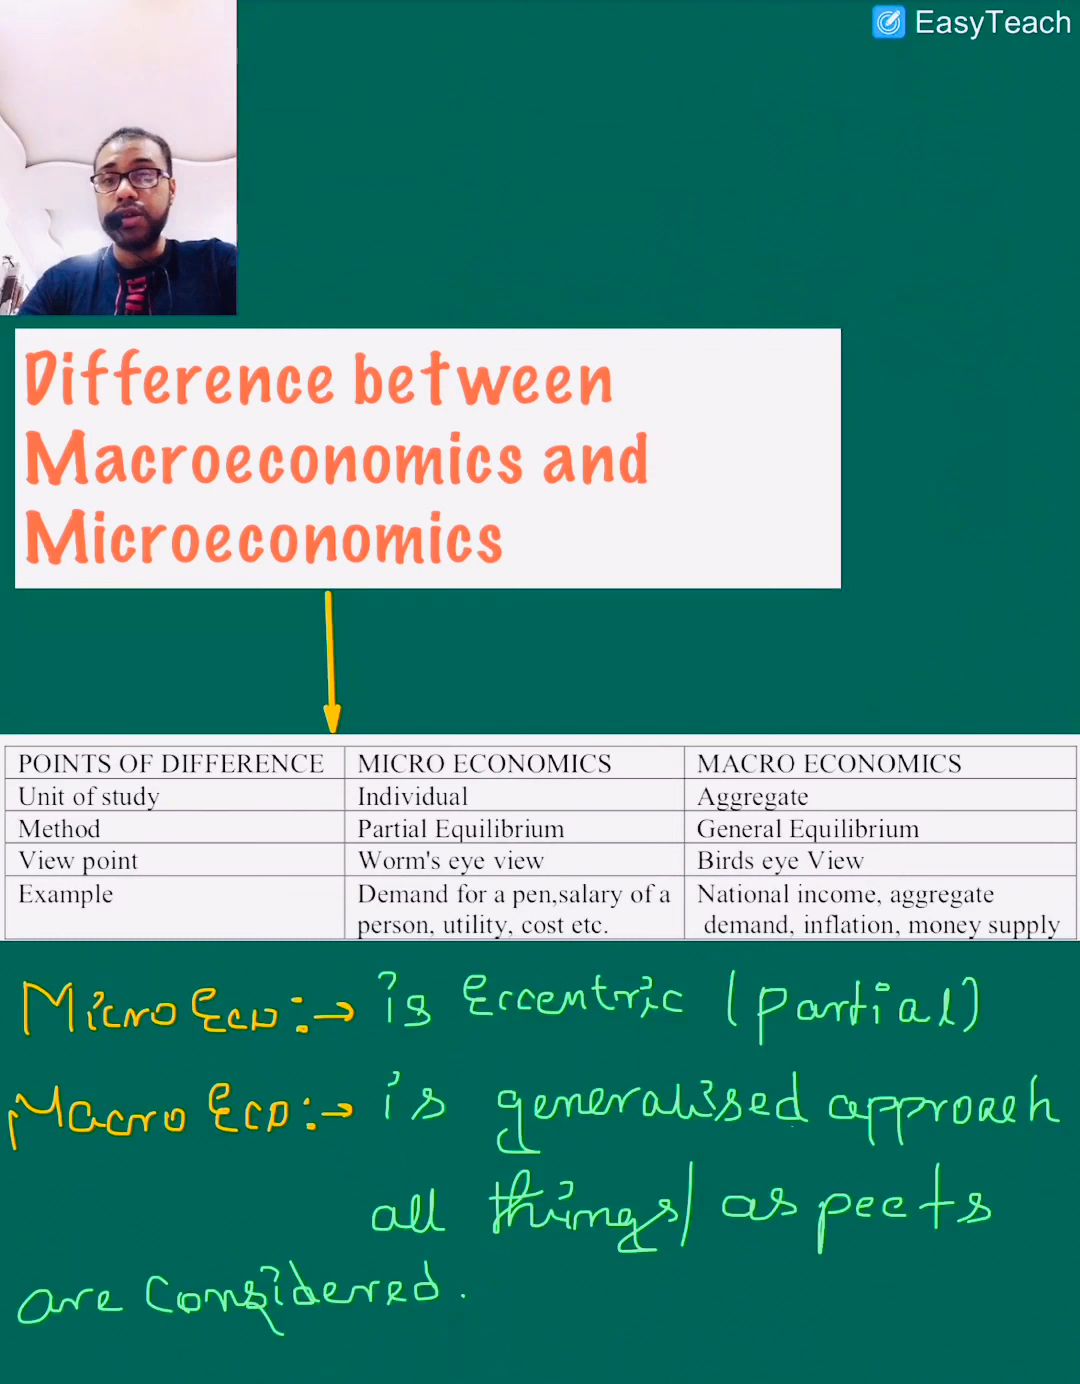 EasyTeach
Difference between
Macroeconomics and
Microeconomics
POINTS OF DIFFERENCE MICRO ECONOMICS MACRO ECONOMICS
Unit of study Individual Aggregate
Method Partial Equilibrium General Equilibrium
View point Worm's eye view Birds eye View
Example Demand for a pen,salary of a National income, aggregate
person, utility, cost etc. demand, inflation, money supply
Micro Eco:→ is Eccentric (partial)
Macro Eco:→ is generalised approach
all things/ aspects
are considered.